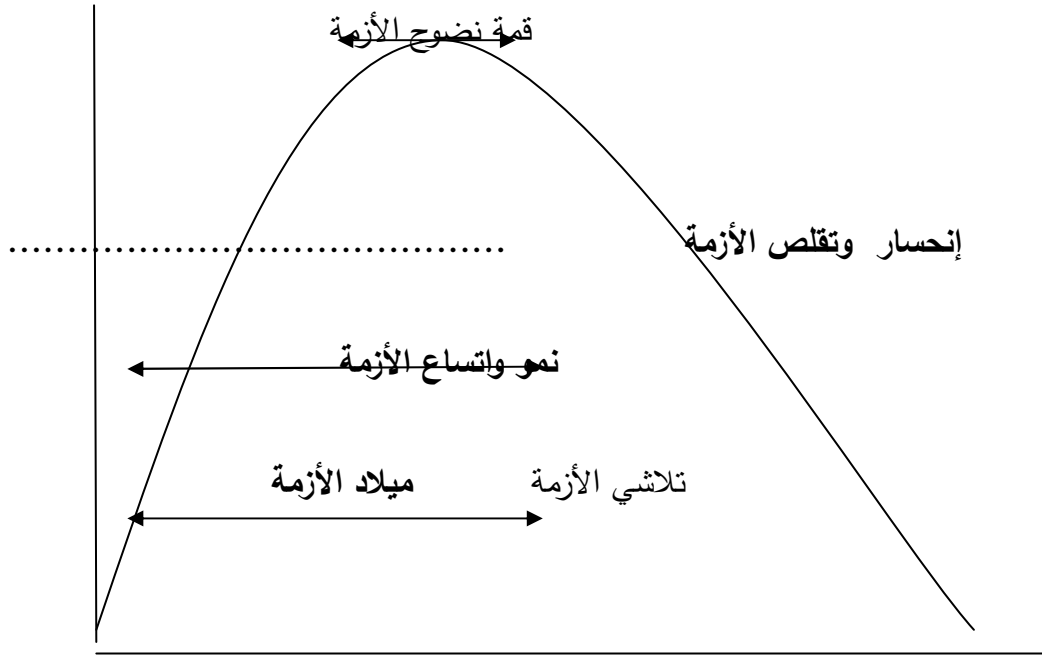 قمة نضوج الأزمة
إنحسار وتقلص الأزمة
نمو واتساع الأزمة
ميلاد الأزمة
تلاشي الأزمة